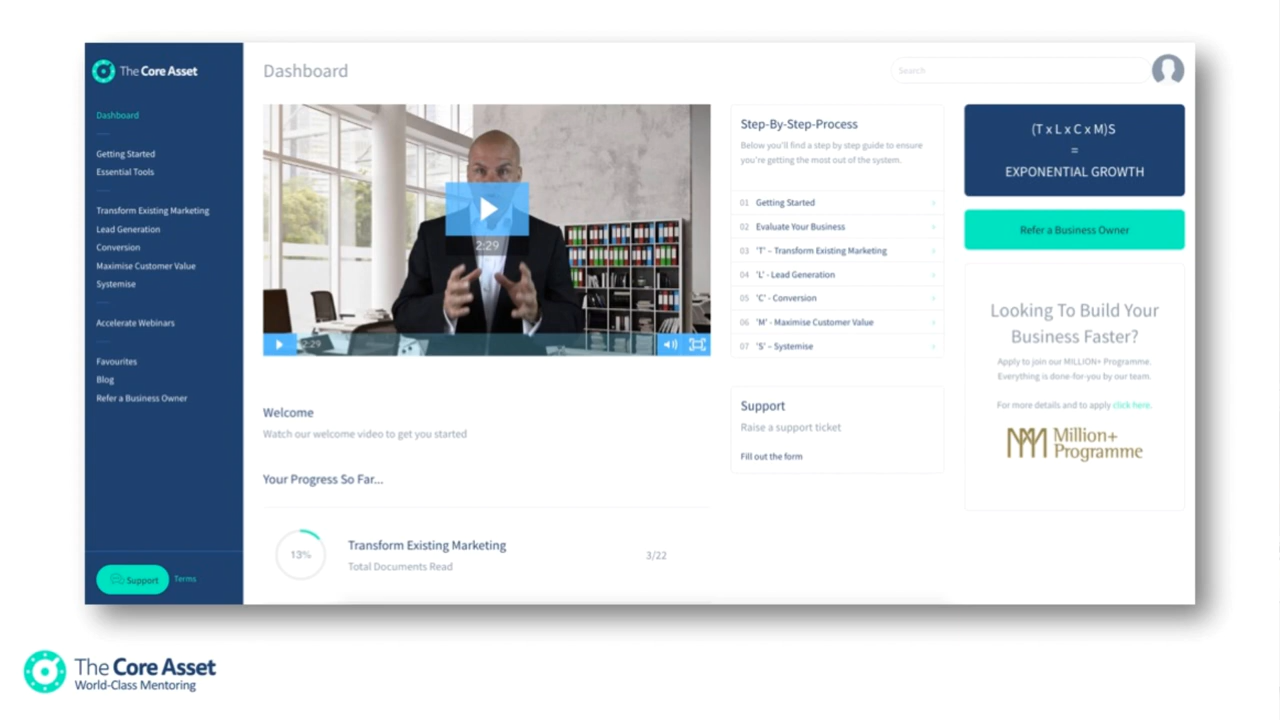 The Core Asset
Dashboard
Getting Started
Essential Tools
Transform Existing Marketing
Lead Generation
Conversion
Maximise Customer Value
Systemise
Accelerate Webinars
Favourites
Blog
Refer a Business Owner
Support
Terms
Dashboard
Search
2:29
2:29
Welcome
Watch our welcome video to get you started
Your Progress So Far...
13%
Transform Existing Marketing
Total Documents Read
3/22
Step-By-Step-Process
Below you'll find a step by step guide to ensure
you're getting the most out of the system.
01 Getting Started
02 Evaluate Your Business
03 'T' – Transform Existing Marketing
04 'L' - Lead Generation
05 'C' - Conversion
06 'M' - Maximise Customer Value
07 'S' – Systemise
Support
Raise a support ticket
Fill out the form
(T x L x C x M)S
=
EXPONENTIAL GROWTH
Refer a Business Owner
Looking To Build Your
Business Faster?
Apply to join our MILLION+ Programme.
Everything is done-for-you by our team.
For more details and to apply click here.
Million+
Programme
The Core Asset
World-Class Mentoring